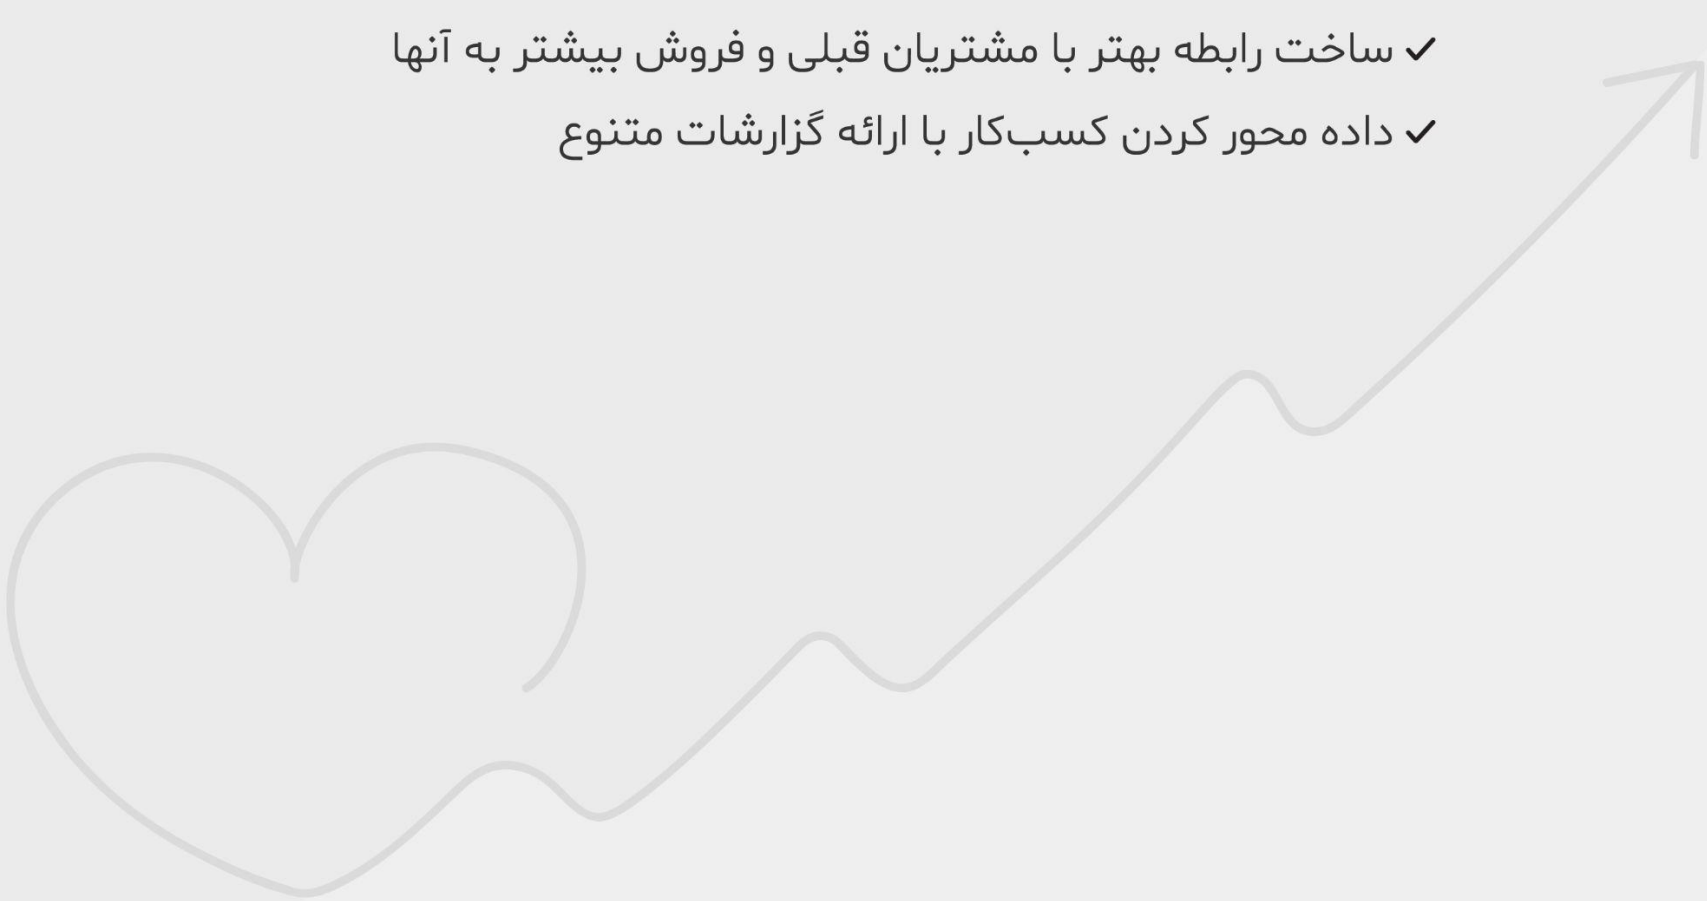 ✓ ساخت رابطه بهتر با مشتریان قبلی و فروش بیشتر به آنها
✓ داده محور کردن کسب‌کار با ارائه گزارشات متنوع